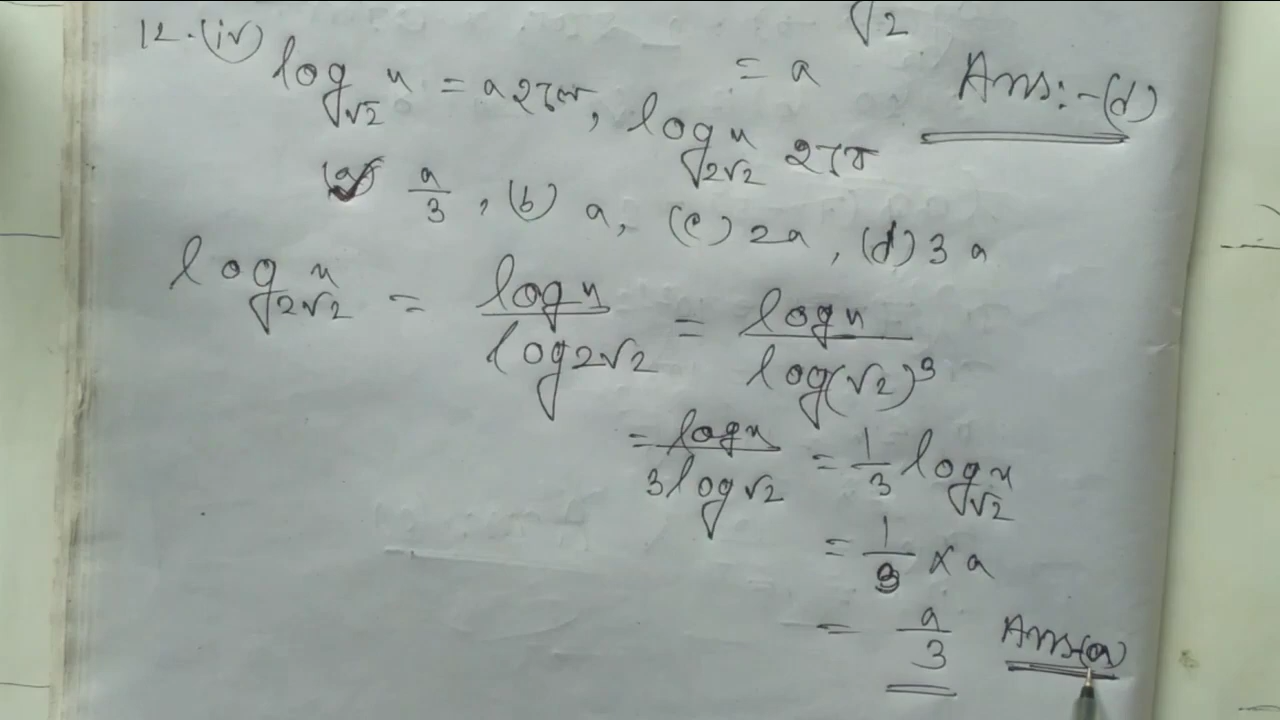 √2
= a Ans:-(d)
12.(iv) log_√2 x = a হলে, log_2√2 x হবে
(a) a/3, (b) a, (c) 2a, (d) 3a
log_2√2 x = log x / log 2√2 = log x / log(√2)^3
= log x / 3 log √2 = 1/3 log_√2 x
= 1/3 × a
= a/3 Ans-(a)